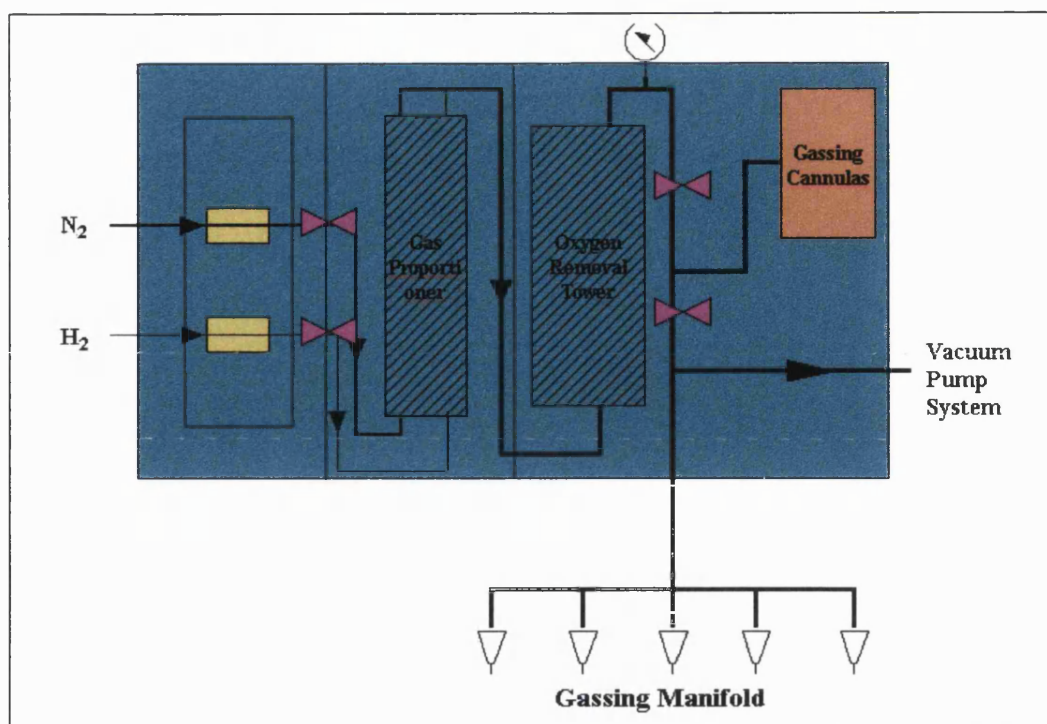 N2
H2
Gas
Proporti
oner
Oxygen
Removal
Tower
Gassing
Cannulas
Vacuum
Pump
System
Gassing Manifold